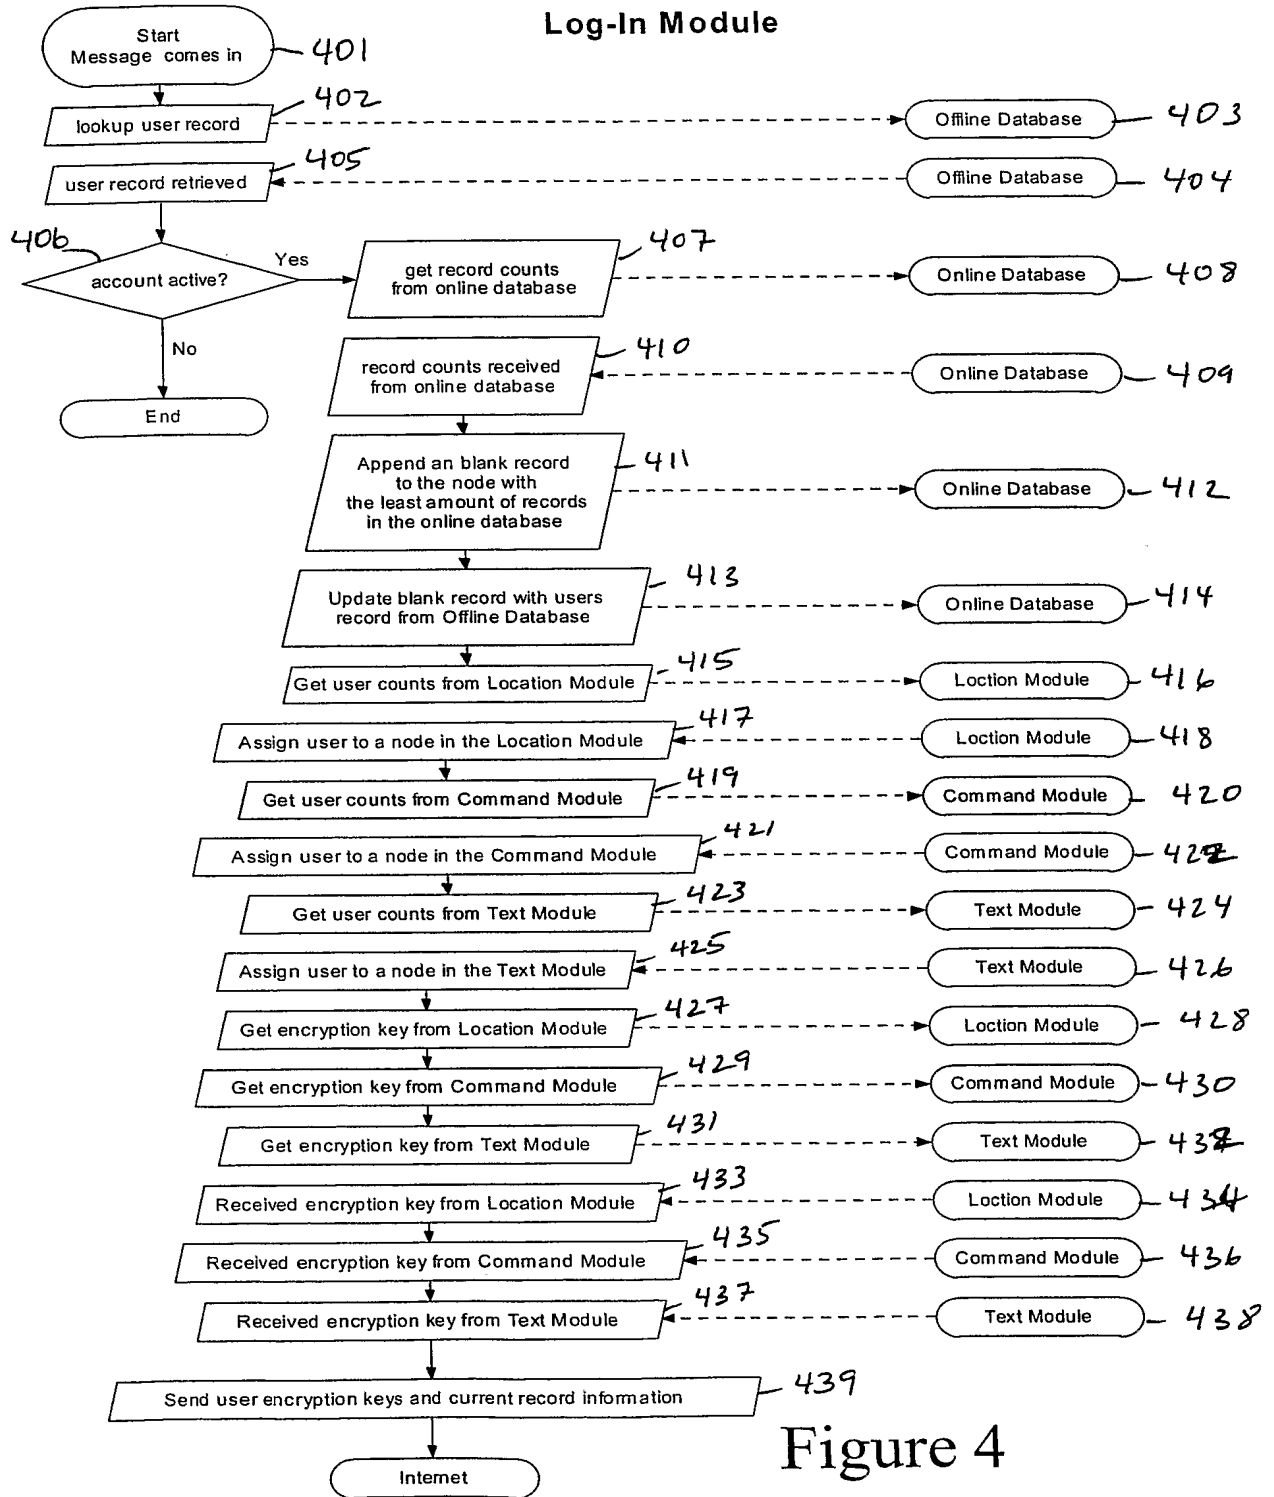 Log-In Module
Start
Message comes in
401
402
lookup user record
Offline Database
403
405
user record retrieved
Offline Database
404
406
account active?
Yes
No
End
407
get record counts
from online database
Online Database
408
410
record counts received
from online database
Online Database
409
Append an blank record
to the node with
the least amount of records
in the online database
411
Online Database
412
413
Update blank record with users
record from Offline Database
Online Database
414
415
Get user counts from Location Module
Loction Module
416
417
Assign user to a node in the Location Module
Loction Module
418
419
Get user counts from Command Module
Command Module
420
421
Assign user to a node in the Command Module
Command Module
422
423
Get user counts from Text Module
Text Module
424
425
Assign user to a node in the Text Module
Text Module
426
427
Get encryption key from Location Module
Loction Module
428
429
Get encryption key from Command Module
Command Module
430
431
Get encryption key from Text Module
Text Module
432
433
Received encryption key from Location Module
Loction Module
434
435
Received encryption key from Command Module
Command Module
436
437
Received encryption key from Text Module
Text Module
438
Send user encryption keys and current record information
439
Internet
Figure 4